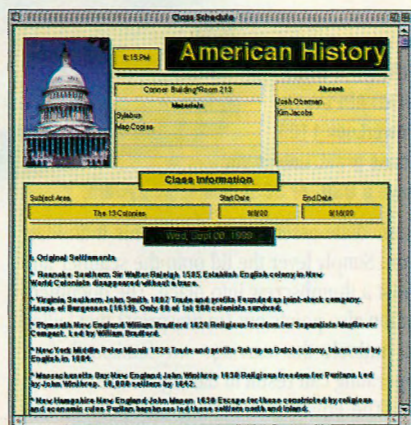 Class Schedule
6:15 PM
American History
Connor Building/Room 213
Materials
Syllabus
Map Copies
Absent
Josh Oberman
Kim Jacobs
Class Information
Subject Area
Start Date
End Date
The 13 Colonies
9/8/00
9/16/00
Wed, Sept 08, 1999
I. Original Settlements
* Roanoke Southern Sir Walter Raleigh 1585 Establish English colony in New
World Colonists disappeared without a trace.
* Virginia Southern John Smith 1607 Trade and profits Founded as joint-stock company.
House of Burgesses (1619). Only 60 of 1st 500 colonists survived.
* Plymouth New England William Bradford 1620 Religious freedom for Separatists Mayflower
Compact. Led by William Bradford.
* New York Middle Peter Minuit 1626 Trade and profits Set up as Dutch colony, taken over by
English in 1664.
* Massachusetts Bay New England John Winthrop 1630 Religious freedom for Puritans Led
by John Winthrop. 18,000 settlers by 1642.
* New Hampshire New England John Mason 1630 Escape for those constricted by religious
and economic rules Puritan harshness led these settlers north and inland.